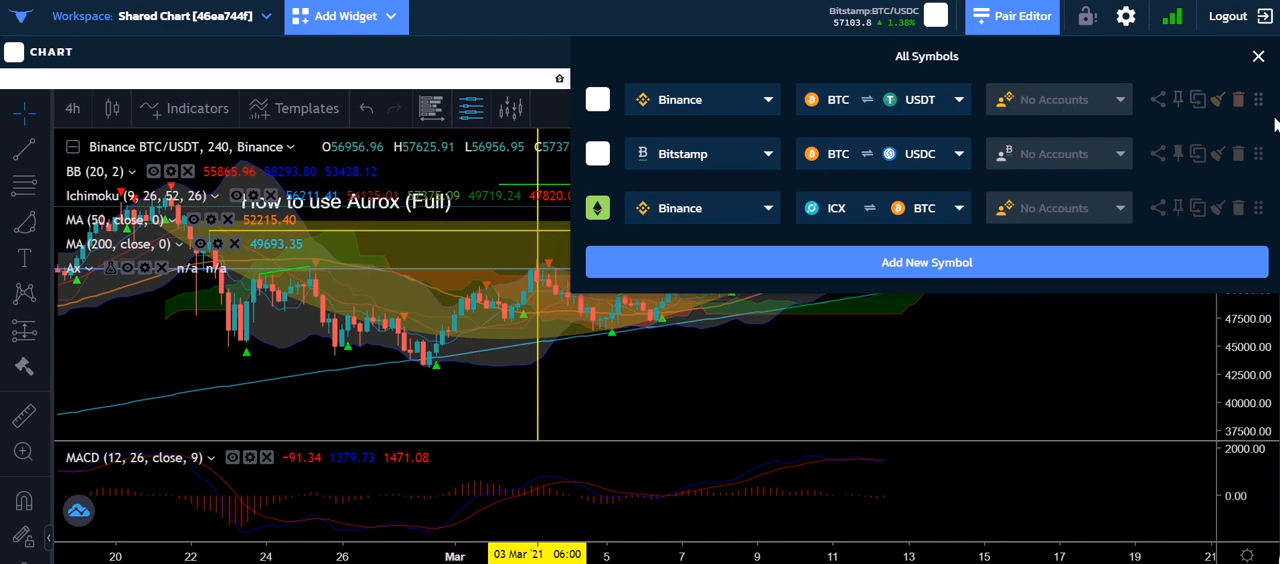 Workspace: Shared Chart [46ea744f]
Add Widget
Bitstamp:BTC/USDC
57103.8 ▲ 1.38%
Pair Editor
Logout
CHART
All Symbols
4h
Indicators
Templates
Binance
BTC ⇌ USDT
No Accounts
Bitstamp
BTC ⇌ USDC
No Accounts
Binance
ICX ⇌ BTC
No Accounts
Add New Symbol
Binance BTC/USDT, 240, Binance
O56956.96 H57625.91 L56956.95 C5737
BB (20, 2)
55865.96 58293.80 53438.12
Ichimoku (9, 26, 52, 26)
56211.41 54125.01 57375.09 49719.24 47820.0
How to use Aurox (Full)
MA (50, close, 0)
52215.40
MA (200, close, 0)
49693.35
Ax
n/a n/a
47500.00
45000.00
42500.00
40000.00
37500.00
MACD (12, 26, close, 9)
−91.34 1379.73 1471.08
2000.00
0.00
20 22 24 26 Mar 03 Mar '21 06:00 5 7 9 11 13 15 17 19 21